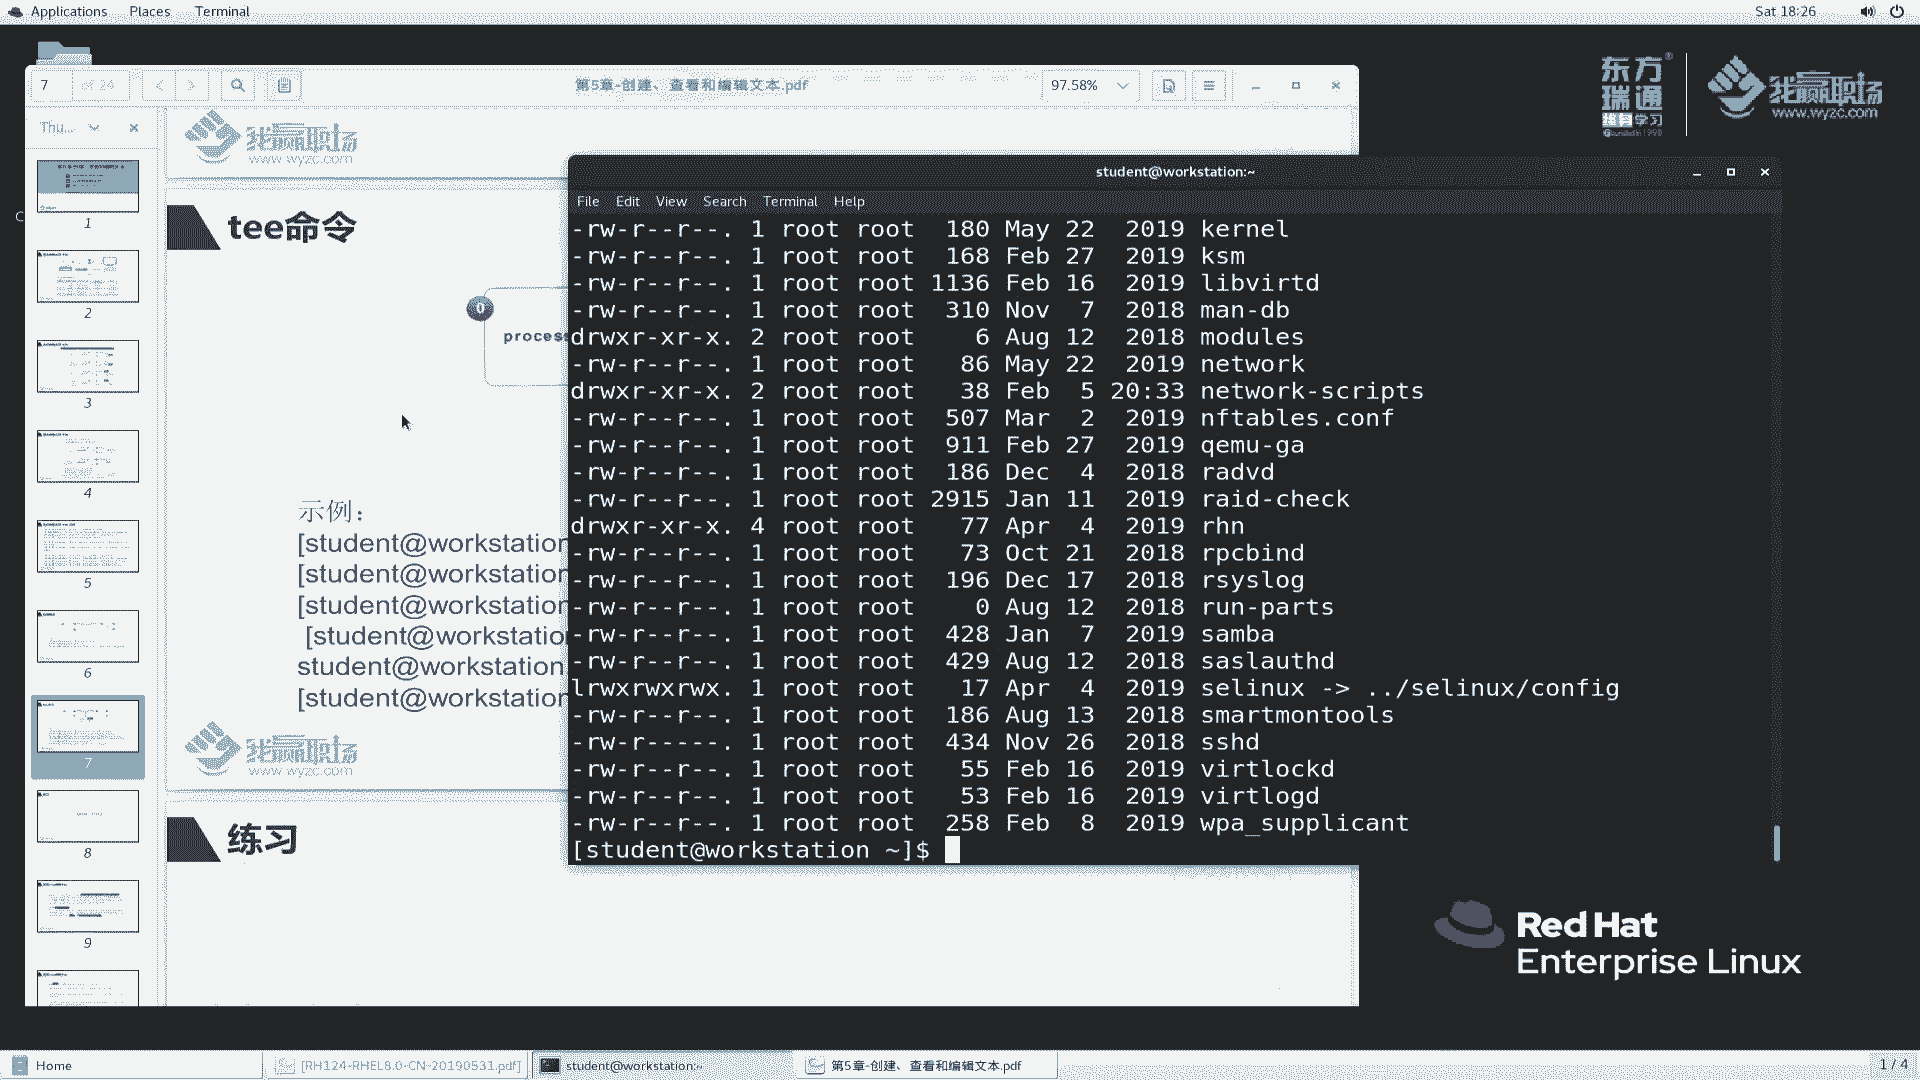 Applications Places Terminal
Sat 18:26
7 of 24
第5章-创建、查看和编辑文本.pdf
97.58%
东方瑞通
我赢职场
www.wyzc.com
Thu...
我赢职场
www.wyzc.com
1
2
3
4
5
6
7
8
9
tee命令
0
process
示例：
[student@workstation
[student@workstation
[student@workstation
[student@workstation
student@workstation
[student@workstation
我赢职场
www.wyzc.com
练习
student@workstation:~
File Edit View Search Terminal Help
-rw-r--r--. 1 root root 180 May 22 2019 kernel
-rw-r--r--. 1 root root 168 Feb 27 2019 ksm
-rw-r--r--. 1 root root 1136 Feb 16 2019 libvirtd
-rw-r--r--. 1 root root 310 Nov 7 2018 man-db
drwxr-xr-x. 2 root root 6 Aug 12 2018 modules
-rw-r--r--. 1 root root 86 May 22 2019 network
drwxr-xr-x. 2 root root 38 Feb 5 20:33 network-scripts
-rw-r--r--. 1 root root 507 Mar 2 2019 nftables.conf
-rw-r--r--. 1 root root 911 Feb 27 2019 qemu-ga
-rw-r--r--. 1 root root 186 Dec 4 2018 radvd
-rw-r--r--. 1 root root 2915 Jan 11 2019 raid-check
drwxr-xr-x. 4 root root 77 Apr 4 2019 rhn
-rw-r--r--. 1 root root 73 Oct 21 2018 rpcbind
-rw-r--r--. 1 root root 196 Dec 17 2018 rsyslog
-rw-r--r--. 1 root root 0 Aug 12 2018 run-parts
-rw-r--r--. 1 root root 428 Jan 7 2019 samba
-rw-r--r--. 1 root root 429 Aug 12 2018 saslauthd
lrwxrwxrwx. 1 root root 17 Apr 4 2019 selinux -> ../selinux/config
-rw-r--r--. 1 root root 186 Aug 13 2018 smartmontools
-rw-r-----. 1 root root 434 Nov 26 2018 sshd
-rw-r--r--. 1 root root 55 Feb 16 2019 virtlockd
-rw-r--r--. 1 root root 53 Feb 16 2019 virtlogd
-rw-r--r--. 1 root root 258 Feb 8 2019 wpa_supplicant
[student@workstation ~]$
Red Hat
Enterprise Linux
Home
[RH124-RHEL8.0-CN-20190531.pdf]
student@workstation:~
第5章-创建、查看和编辑文本.pdf
1 / 4